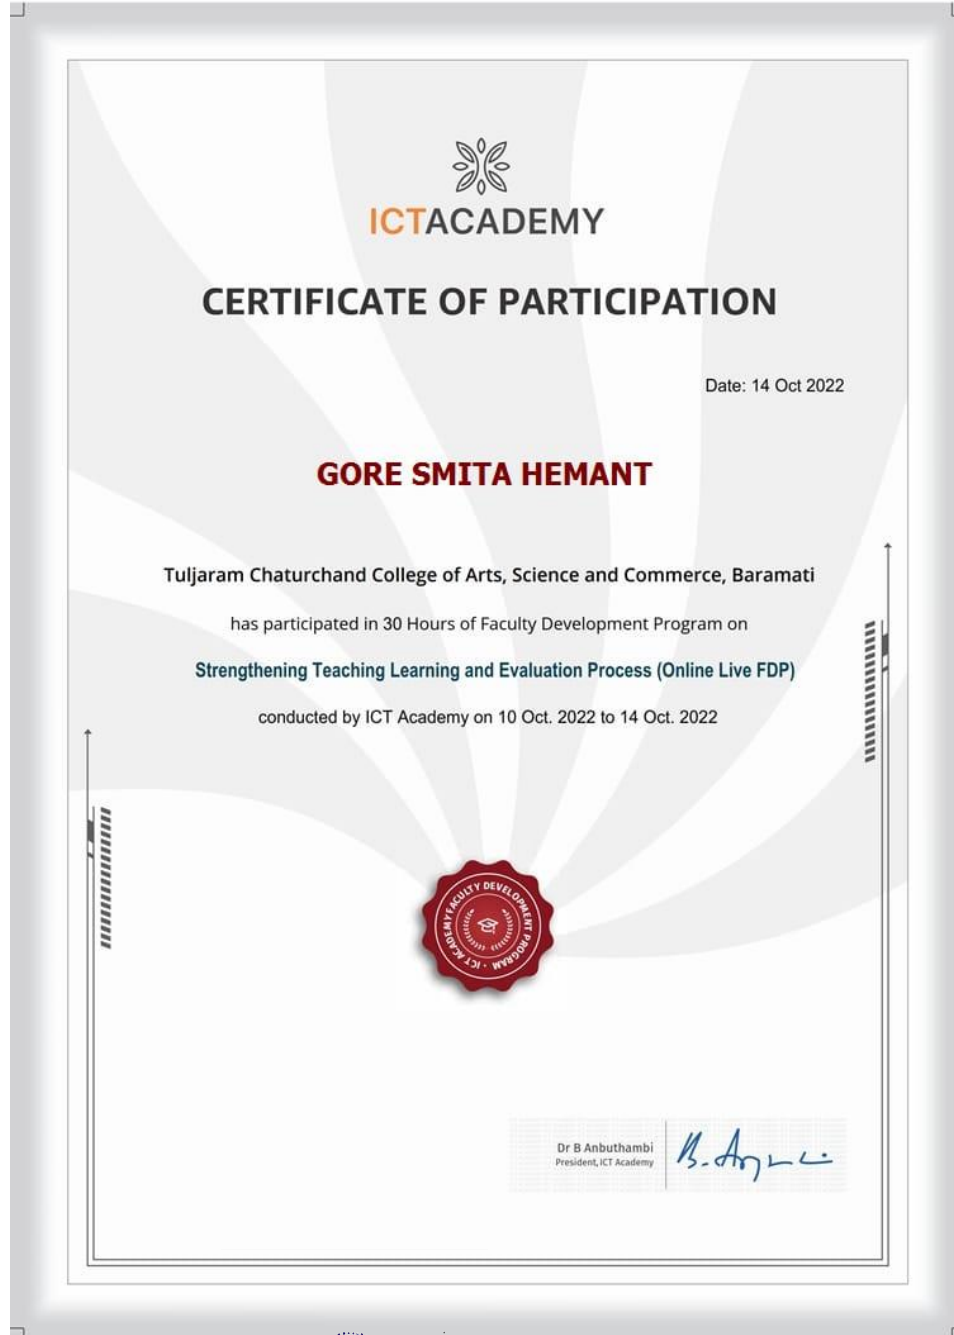 ICTACADEMY
CERTIFICATE OF PARTICIPATION
Date: 14 Oct 2022
GORE SMITA HEMANT
Tuljaram Chaturchand College of Arts, Science and Commerce, Baramati
has participated in 30 Hours of Faculty Development Program on
Strengthening Teaching Learning and Evaluation Process (Online Live FDP)
conducted by ICT Academy on 10 Oct. 2022 to 14 Oct. 2022
ICT ACADEMY FACULTY DEVELOPMENT PROGRAM •
Dr B Anbuthambi
President, ICT Academy